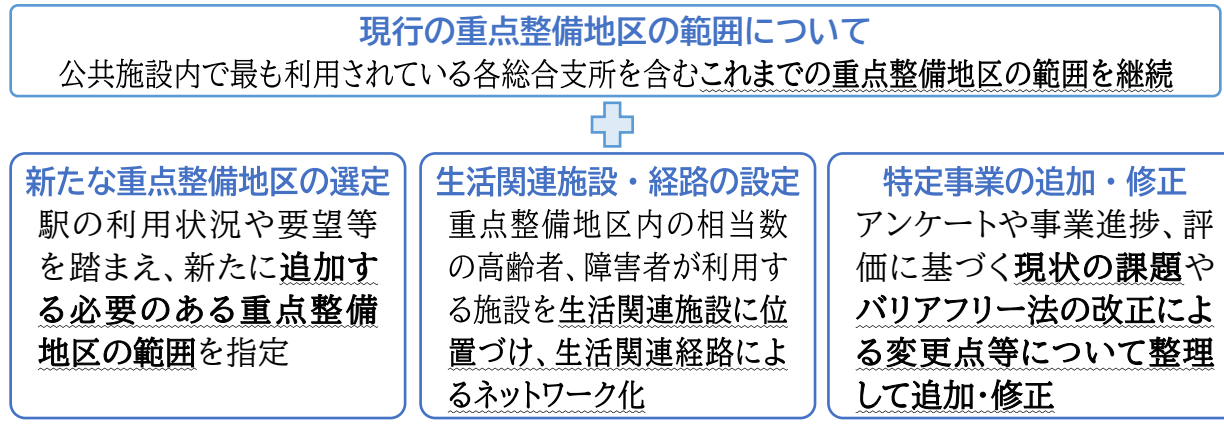 現行の重点整備地区の範囲について
公共施設内で最も利用されている各総合支所を含むこれまでの重点整備地区の範囲を継続
新たな重点整備地区の選定
駅の利用状況や要望等
を踏まえ、新たに追加す
る必要のある重点整備
地区の範囲を指定
生活関連施設・経路の設定
重点整備地区内の相当数
の高齢者、障害者が利用す
る施設を生活関連施設に位
置づけ、生活関連経路によ
るネットワーク化
特定事業の追加・修正
アンケートや事業進捗、評
価に基づく現状の課題や
バリアフリー法の改正によ
る変更点等について整理
して追加・修正